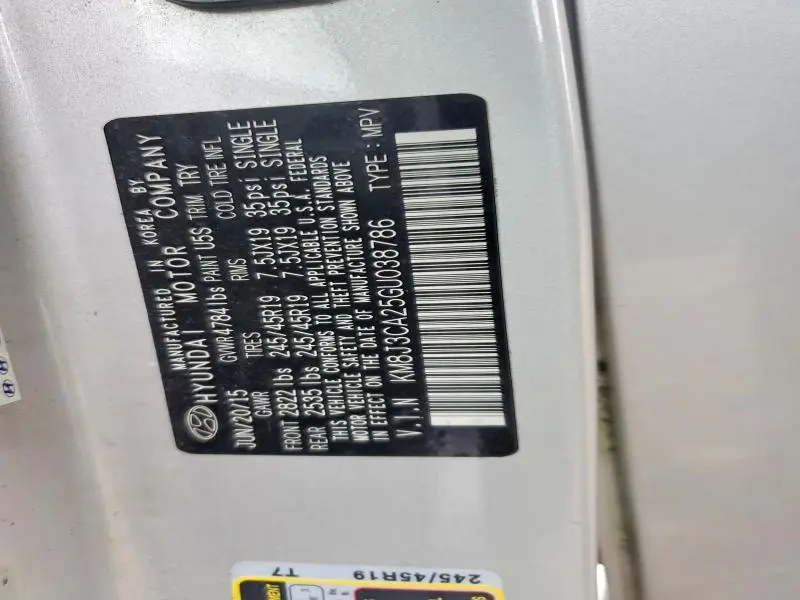 MANUFACTURED IN KOREA BY
HYUNDAI MOTOR COMPANY
JUN/20/15 GVWR4784lbs PAINT U5S TRIM TRY
GAWR TIRES RIMS COLD TIRE INFL
FRONT 2822 lbs 245/45R19 7.5JX19 35psi SINGLE
REAR 2535 lbs 245/45R19 7.5JX19 35psi SINGLE
THIS VEHICLE CONFORMS TO ALL APPLICABLE U.S.A. FEDERAL
MOTOR VEHICLE SAFETY AND THEFT PREVENTION STANDARDS
IN EFFECT ON THE DATE OF MANUFACTURE SHOWN ABOVE
V.I.N KM8J3CA25GU038786 TYPE : MPV
245/45R19
T7